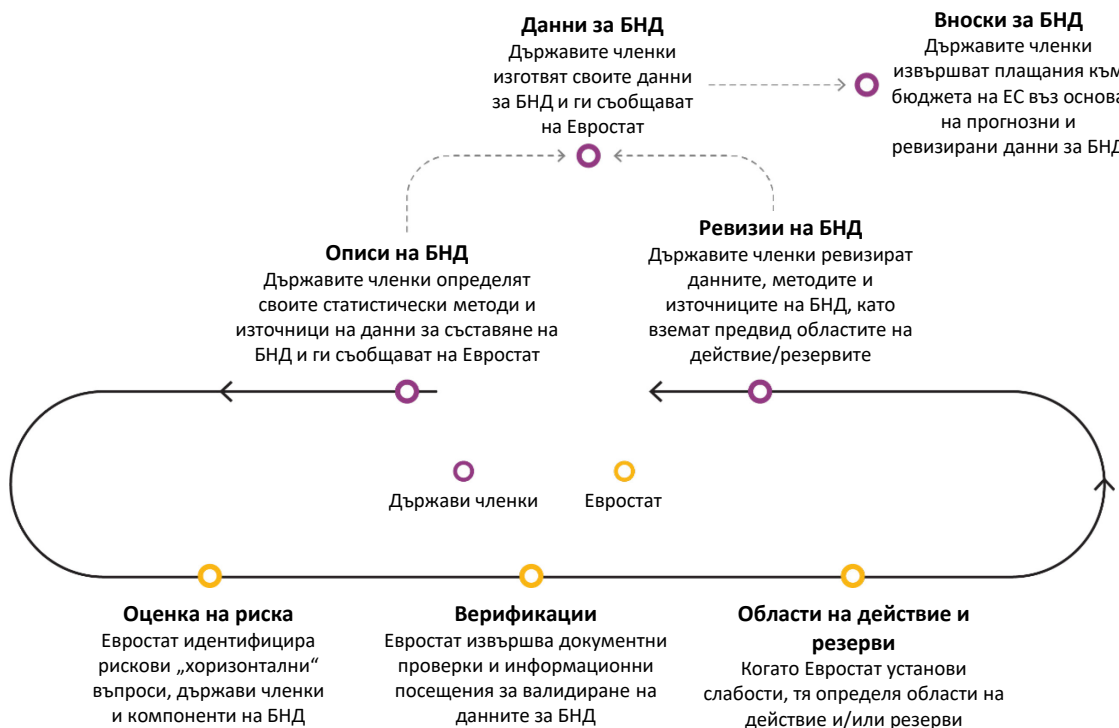 Данни за БНД
Държавите членки
изготвят своите данни
за БНД и ги съобщават
на Евростат
Вноски за БНД
Държавите членки
извършват плащания към
бюджета на ЕС въз основа
на прогнозни и
ревизирани данни за БНД
Описи на БНД
Държавите членки определят
своите статистически методи и
източници на данни за съставяне на
БНД и ги съобщават на Евростат
Ревизии на БНД
Държавите членки ревизират
данните, методите и
източниците на БНД, като
вземат предвид областите на
действие/резервите
Държави членки
Евростат
Оценка на риска
Евростат идентифицира
рискови „хоризонтални“
въпроси, държави членки
и компоненти на БНД
Верификации
Евростат извършва документни
проверки и информационни
посещения за валидиране на
данните за БНД
Области на действие и
резерви
Когато Евростат установи
слабости, тя определя области на
действие и/или резерви